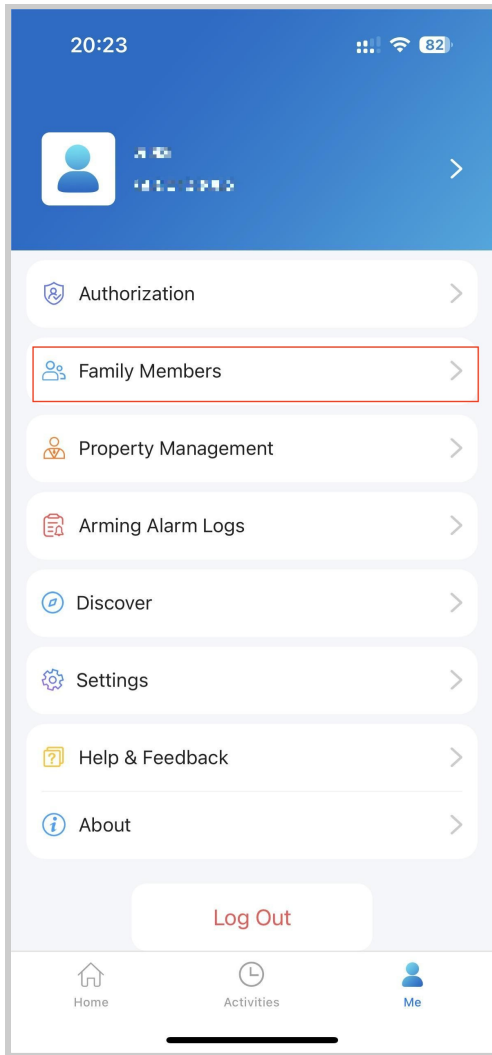 20:23
82
Authorization
Family Members
Property Management
Arming Alarm Logs
Discover
Settings
Help & Feedback
About
Log Out
Home
Activities
Me